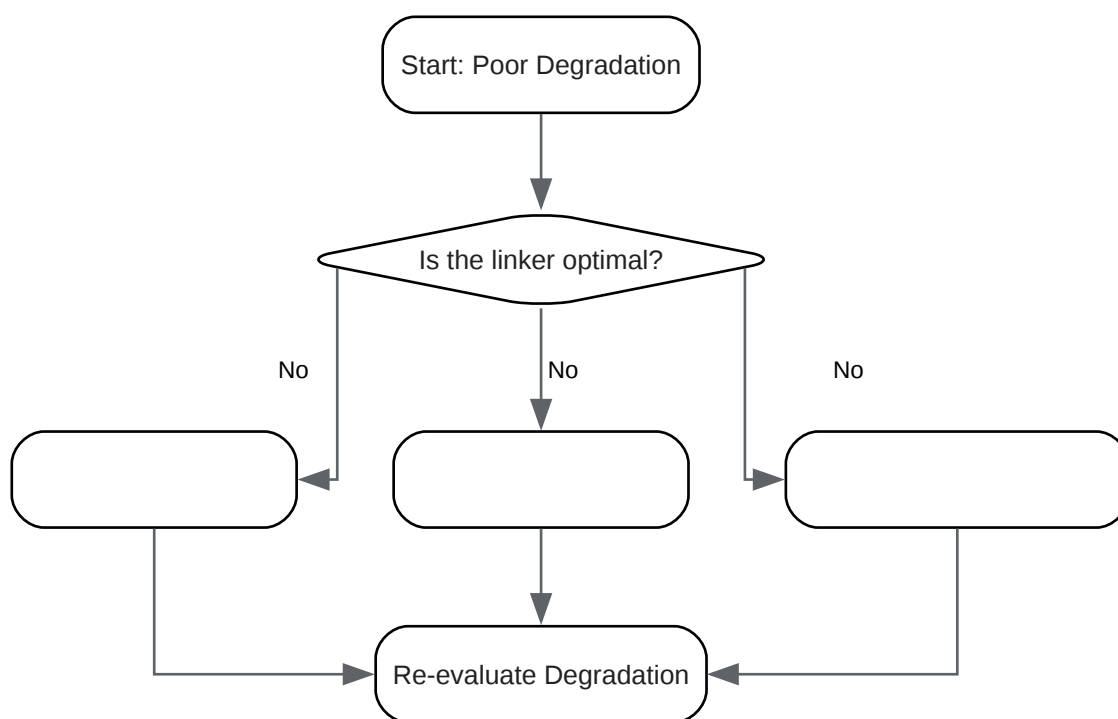 Start: Poor Degradation
Is the linker optimal?
No
No
No
Re-evaluate Degradation